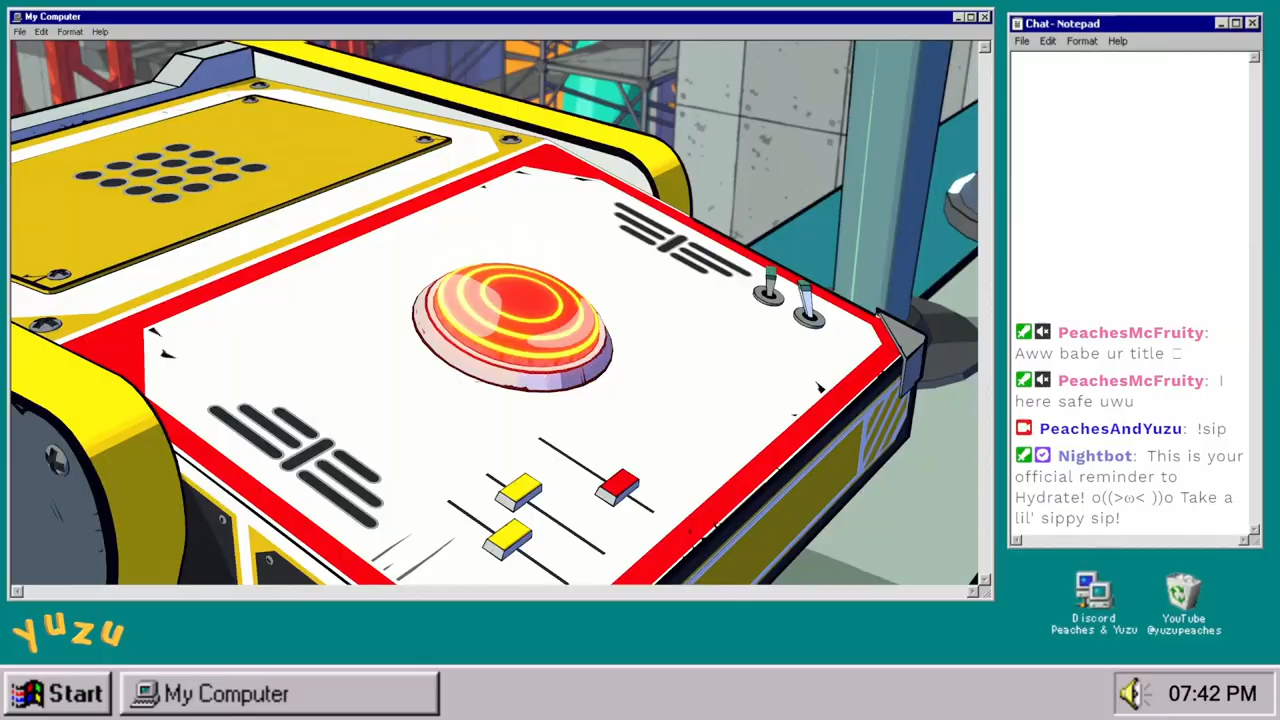 My Computer
File Edit Format Help
Chat- Notepad
File Edit Format Help
PeachesMcFruity:
Aww babe ur title
PeachesMcFruity: I
here safe uwu
PeachesAndYuzu: !sip
Nightbot: This is your
official reminder to
Hydrate! o((>ω< ))o Take a
lil' sippy sip!
Discord
Peaches & Yuzu
YouTube
@yuzupeaches
yuzu
Start
My Computer
07:42 PM